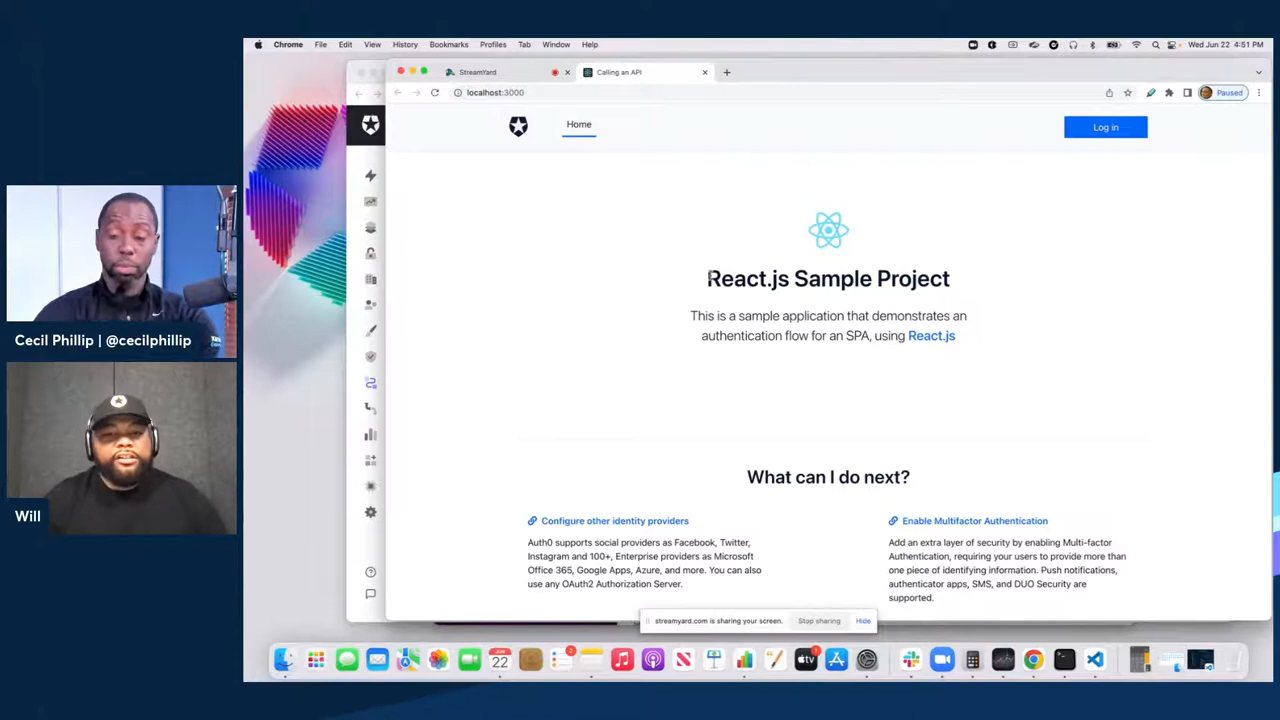 Chrome File Edit View History Bookmarks Profiles Tab Window Help Wed Jun 22 4:51 PM
StreamYard Calling an API
localhost:3000 Paused
Home Log in
React.js Sample Project
This is a sample application that demonstrates an
authentication flow for an SPA, using React.js
What can I do next?
Configure other identity providers
Auth0 supports social providers as Facebook, Twitter,
Instagram and 100+, Enterprise providers as Microsoft
Office 365, Google Apps, Azure, and more. You can also
use any OAuth2 Authorization Server.
Enable Multifactor Authentication
Add an extra layer of security by enabling Multi-factor
Authentication, requiring your users to provide more than
one piece of identifying information. Push notifications,
authenticator apps, SMS, and DUO Security are
supported.
streamyard.com is sharing your screen. Stop sharing Hide
Cecil Phillip | @cecilphillip
Will
JUN
22
2
tv
1